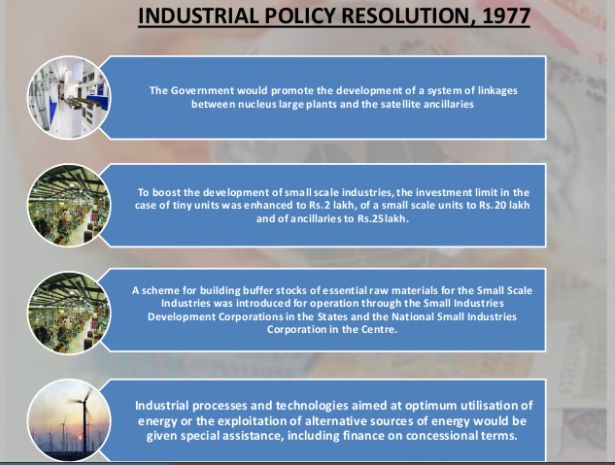 INDUSTRIAL POLICY RESOLUTION, 1977
The Government would promote the development of a system of linkages
between nucleus large plants and the satellite ancillaries
To boost the development of small scale industries, the investment limit in the
case of tiny units was enhanced to Rs.2 lakh, of a small scale units to Rs.20 lakh
and of ancillaries to Rs.25lakh.
A scheme for building buffer stocks of essential raw materials for the Small Scale
Industries was introduced for operation through the Small Industries
Development Corporations in the States and the National Small Industries
Corporation in the Centre.
Industrial processes and technologies aimed at optimum utilisation of
energy or the exploitation of alternative sources of energy would be
given special assistance, including finance on concessional terms.